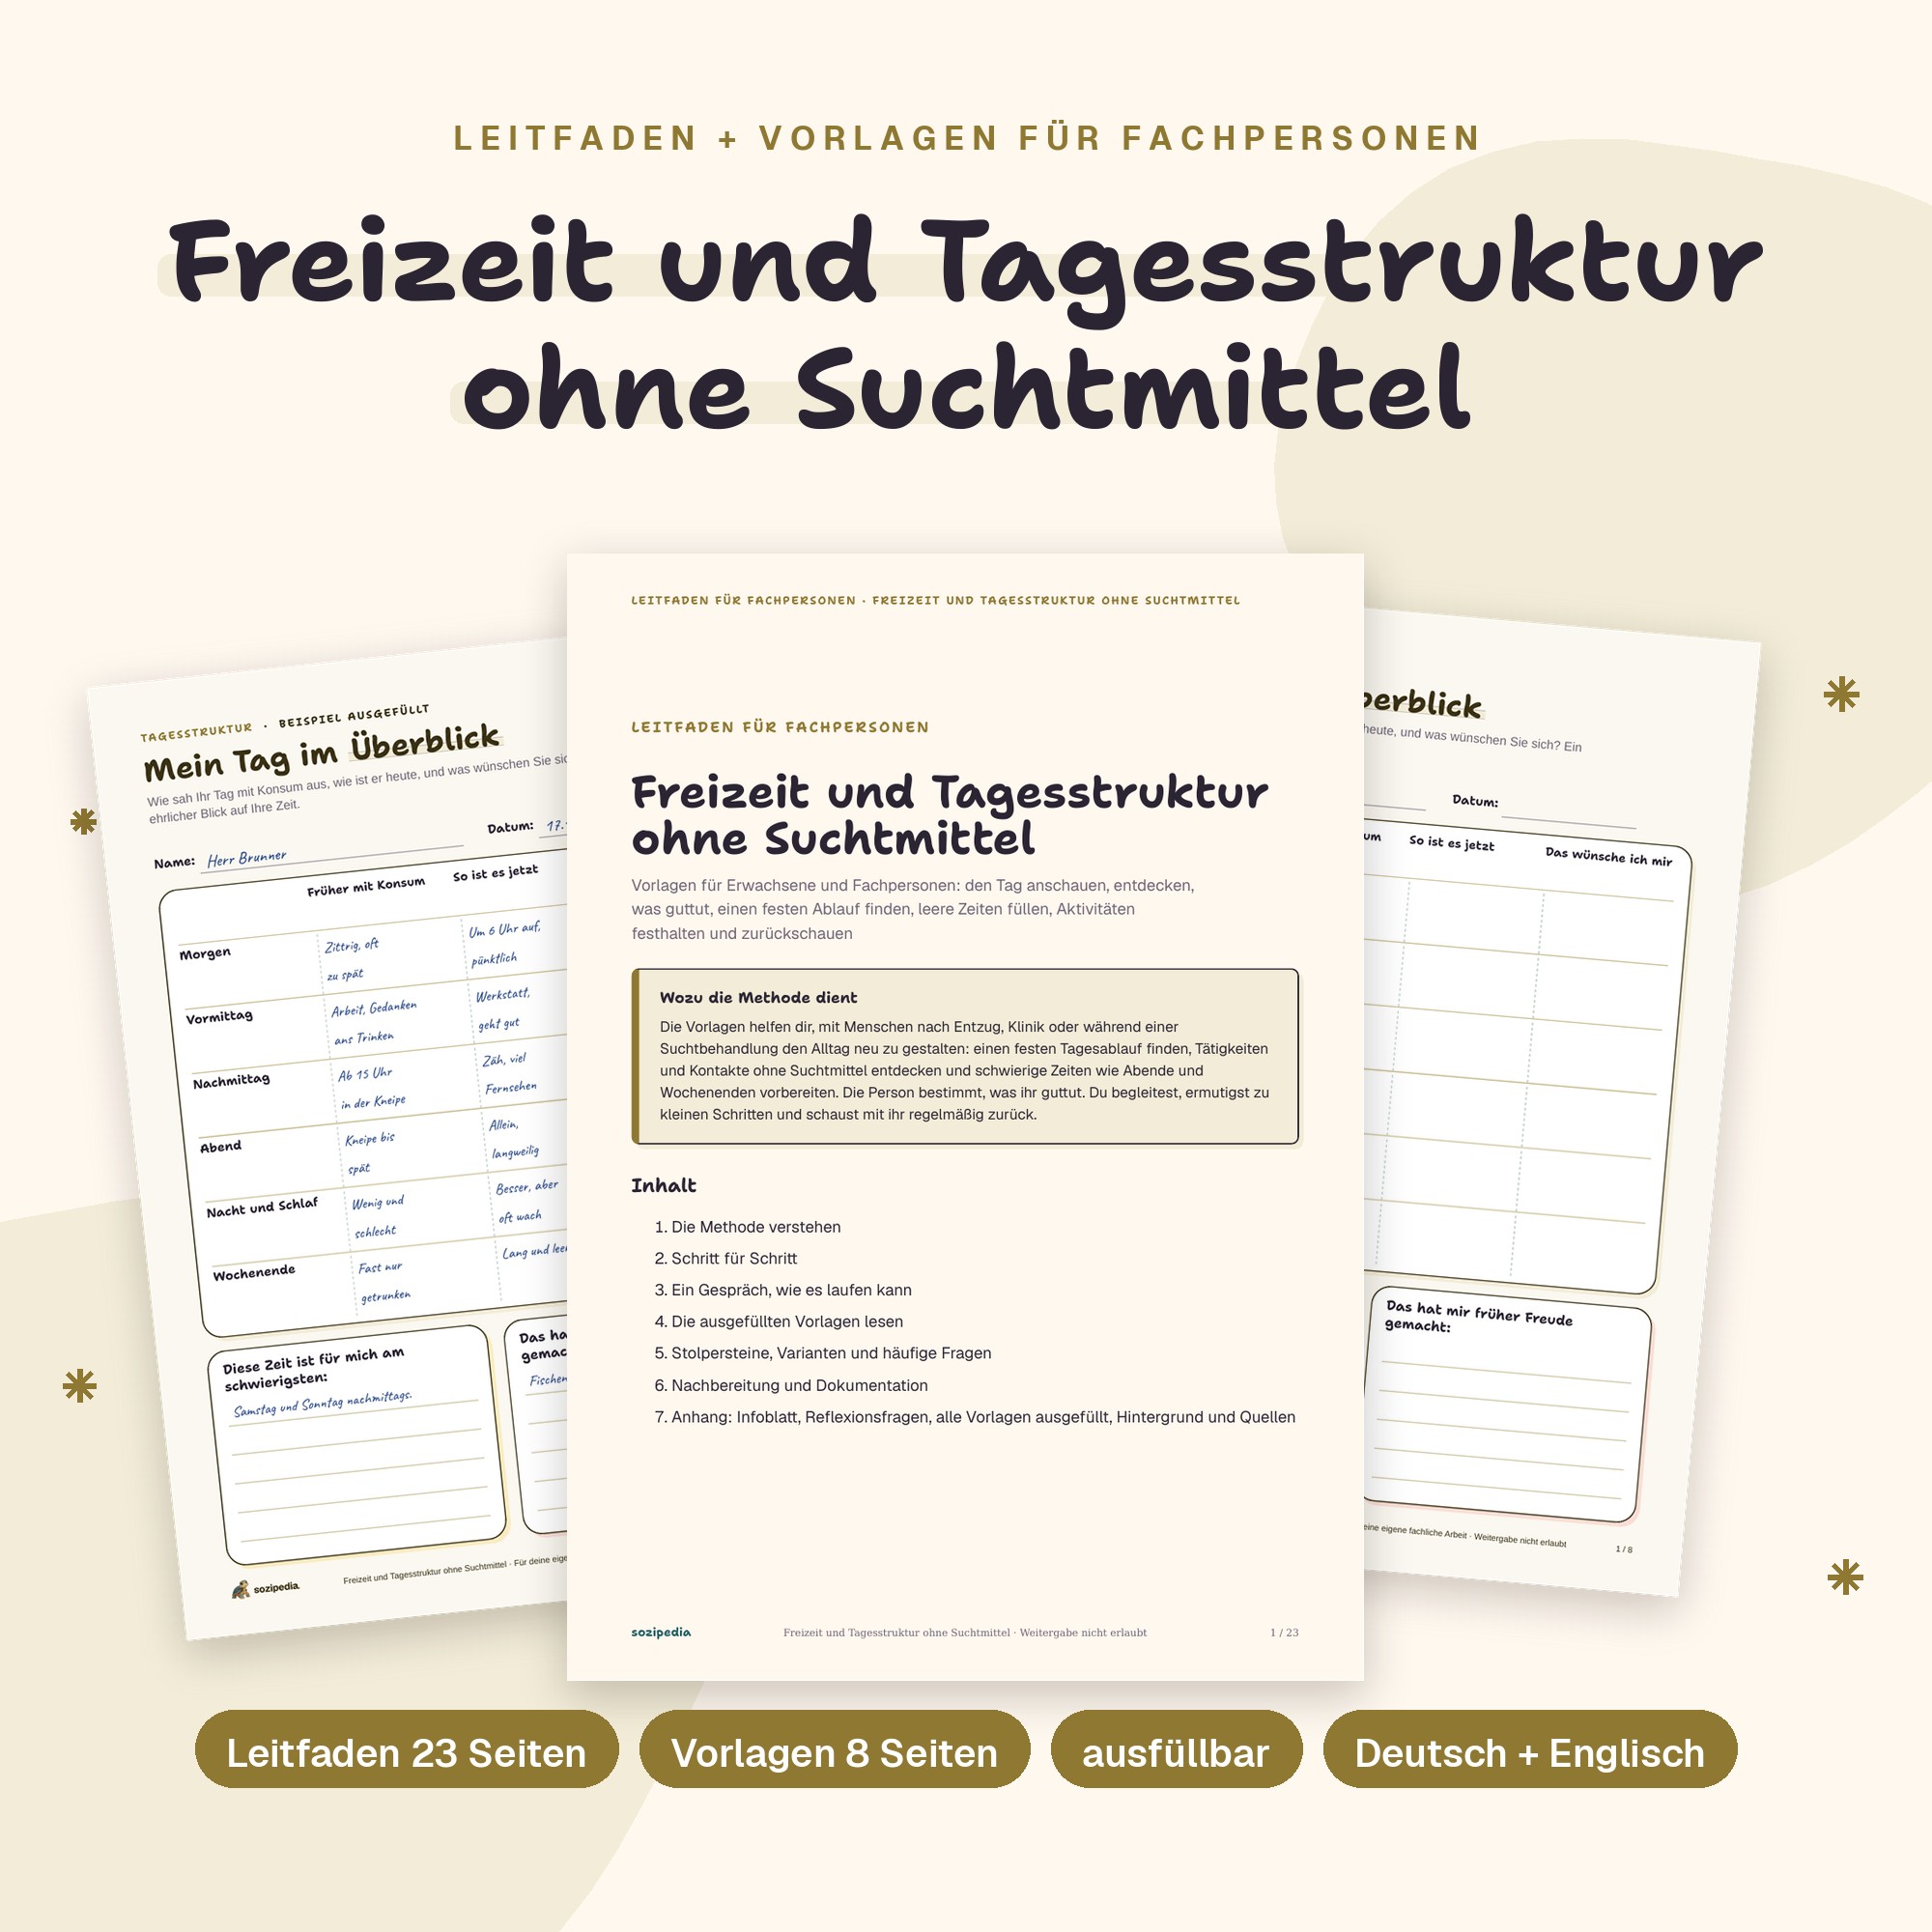 LEITFADEN + VORLAGEN FÜR FACHPERSONEN
Freizeit und Tagesstruktur
ohne Suchtmittel
TAGESSTRUKTUR · BEISPIEL AUSGEFÜLLT
Mein Tag im Überblick
Wie sah Ihr Tag mit Konsum aus, wie ist er heute, und was wünschen Sie
ehrlicher Blick auf Ihre Zeit.
Name: Herr Brunner
Datum: 17.
Früher mit Konsum
So ist es jetzt
Morgen
Zittrig, oft
zu spät
Um 6 Uhr auf,
pünktlich
Vormittag
Arbeit, Gedanken
ans Trinken
Werkstatt,
geht gut
Nachmittag
Ab 15 Uhr
in der Kneipe
Zäh, viel
Fernsehen
Abend
Kneipe bis
spät
Allein,
langweilig
Nacht und Schlaf
Wenig und
schlecht
Besser, aber
oft wach
Wochenende
Fast nur
getrunken
Lang und
Diese Zeit ist für mich am
schwierigsten:
Samstag und Sonntag nachmittags.
Das
sozipedia.
Freizeit und Tagesstruktur ohne Suchtmittel · Für deine
LEITFADEN FÜR FACHPERSONEN · FREIZEIT UND TAGESSTRUKTUR OHNE SUCHTMITTEL
LEITFADEN FÜR FACHPERSONEN
Freizeit und Tagesstruktur
ohne Suchtmittel
Vorlagen für Erwachsene und Fachpersonen: den Tag anschauen, entdecken,
was guttut, einen festen Ablauf finden, leere Zeiten füllen, Aktivitäten
festhalten und zurückschauen
Wozu die Methode dient
Die Vorlagen helfen dir, mit Menschen nach Entzug, Klinik oder während einer
Suchtbehandlung den Alltag neu zu gestalten: einen festen Tagesablauf finden, Tätigkeiten
und Kontakte ohne Suchtmittel entdecken und schwierige Zeiten wie Abende und
Wochenenden vorbereiten. Die Person bestimmt, was ihr guttut. Du begleitest, ermutigst zu
kleinen Schritten und schaust mit ihr regelmäßig zurück.
Inhalt
1. Die Methode verstehen
2. Schritt für Schritt
3. Ein Gespräch, wie es laufen kann
4. Die ausgefüllten Vorlagen lesen
5. Stolpersteine, Varianten und häufige Fragen
6. Nachbereitung und Dokumentation
7. Anhang: Infoblatt, Reflexionsfragen, alle Vorlagen ausgefüllt, Hintergrund und Quellen
sozipedia
Freizeit und Tagesstruktur ohne Suchtmittel · Weitergabe nicht erlaubt
1 / 23
heute, und was wünschen Sie sich? Ein
Datum:
So ist es jetzt
Das wünsche ich mir
Das hat mir früher Freude
gemacht:
eigene fachliche Arbeit · Weitergabe nicht erlaubt
1 / 8
Leitfaden 23 Seiten
Vorlagen 8 Seiten
ausfüllbar
Deutsch + Englisch